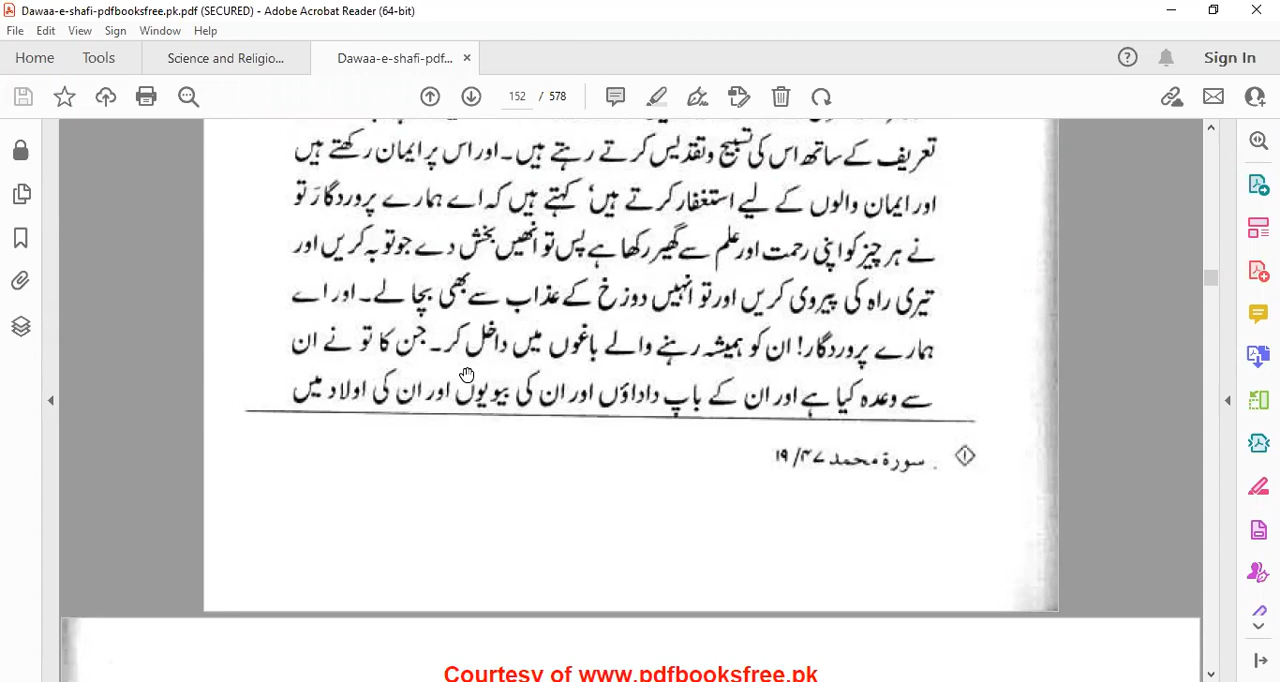 Dawaa-e-shafi-pdfbooksfree.pk.pdf (SECURED) - Adobe Acrobat Reader (64-bit)
File Edit View Sign Window Help
Home Tools Science and Religio... Dawaa-e-shafi-pdf... × Sign In
152 / 578
تعریف کے ساتھ اس کی تسبیح وتقدیس کرتے رہتے ہیں۔ اور اس پر ایمان رکھتے ہیں
اور ایمان والوں کے لیے استغفار کرتے ہیں' کہتے ہیں کہ اے ہمارے پروردگار تو
نے ہر چیز کو اپنی رحمت اور علم سے گھیر رکھا ہے پس تو انھیں بخش دے جو توبہ کریں اور
تیری راہ کی پیروی کریں اور تو انہیں دوزخ کے عذاب سے بھی بچا لے۔ اور اے
ہمارے پروردگار! ان کو ہمیشہ رہنے والے باغوں میں داخل کر۔ جن کا تو نے ان
سے وعدہ کیا ہے اور ان کے باپ داداؤں اور ان کی بیویوں اور ان کی اولاد میں
① . سورۃ محمد ۴۷/۱۹
Courtesy of www.pdfbooksfree.pk